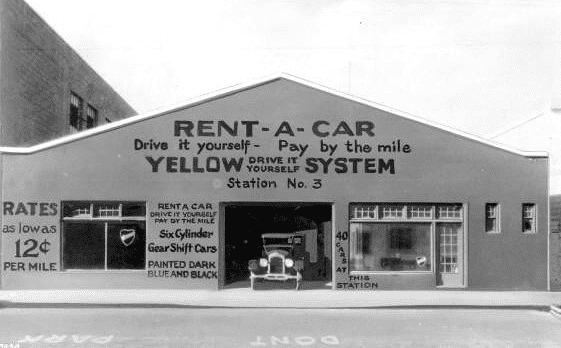 RENT-A-CAR
Drive it yourself - Pay by the mile
YELLOW DRIVE IT YOURSELF SYSTEM
Station No. 3
RATES
as low as
12¢
PER MILE
RENT A CAR
DRIVE IT YOURSELF
PAY BY THE MILE
Six Cylinder
Gear Shift Cars
PAINTED DARK
BLUE AND BLACK
40
CARS
AT
THIS
STATION
PARK
DONT